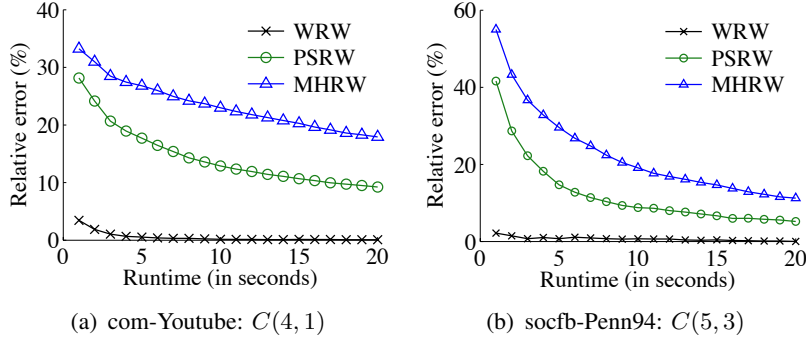 40
30
20
10
0
Relative error (%)
WRW
PSRW
MHRW
0 5 10 15 20
Runtime (in seconds)
(a) com-Youtube: C(4, 1)
60
40
20
0
Relative error (%)
WRW
PSRW
MHRW
0 5 10 15 20
Runtime (in seconds)
(b) socfb-Penn94: C(5, 3)